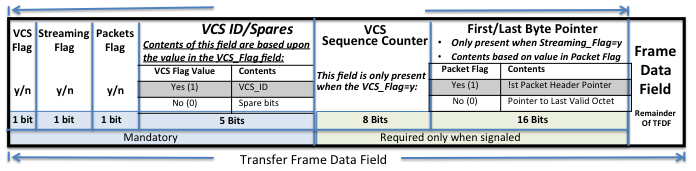 VCS Flag
y/n
1 bit
Streaming Flag
y/n
1 bit
Packets Flag
y/n
1 bit
VCS ID/Spares
Contents of this field are based upon
the value in the VCS_Flag field:
VCS Flag Value Contents
Yes (1) VCS_ID
No (0) Spare bits
5 Bits
Mandatory
VCS
Sequence Counter
This field is only present
when the VCS_Flag=y:
8 Bits
First/Last Byte Pointer
• Only present when Streaming_Flag=y
• Contents based on value in Packet Flag
Packet Flag Contents
Yes (1) !st Packet Header Pointer
No (0) Pointer to Last Valid Octet
16 Bits
Required only when signaled
Frame
Data
Field
Remainder
Of TFDF
Transfer Frame Data Field